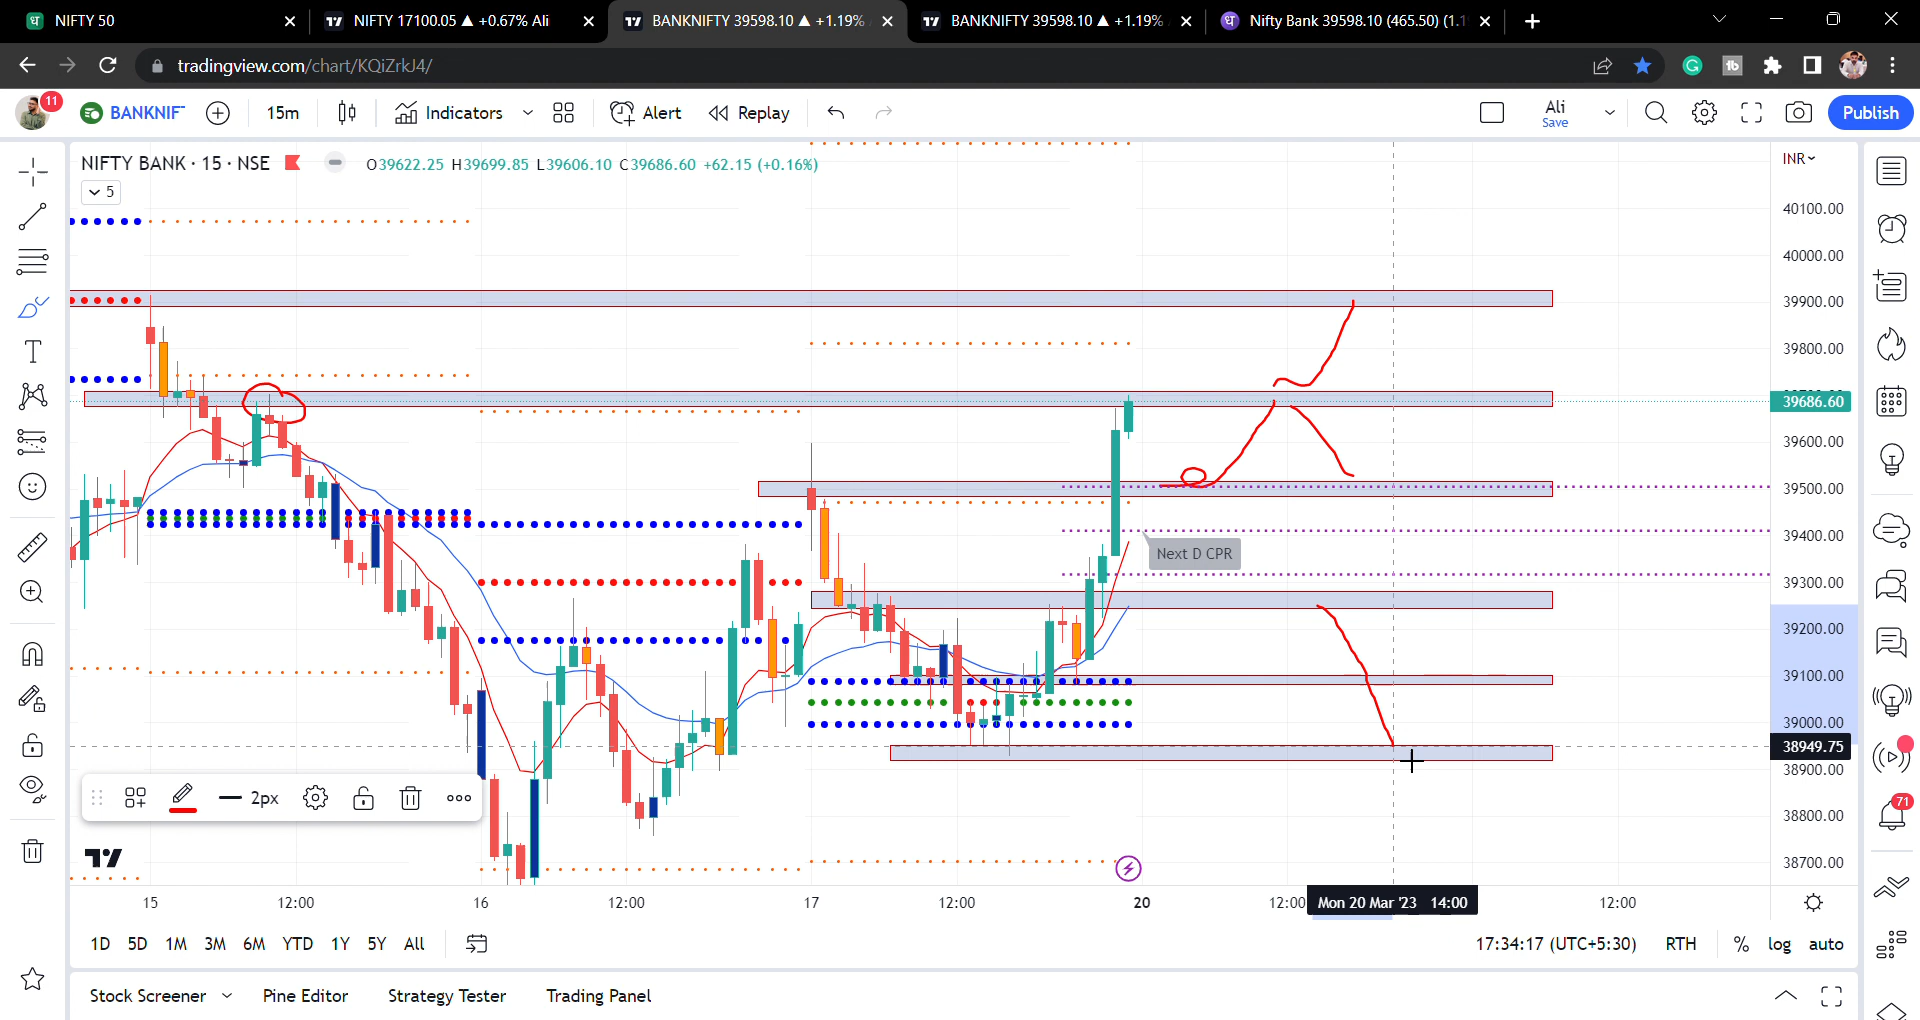 NIFTY 50
NIFTY 17100.05 ▲ +0.67% Ali
BANKNIFTY 39598.10 ▲ +1.19%
BANKNIFTY 39598.10 ▲ +1.19%
Nifty Bank 39598.10 (465.50) (1.1
tradingview.com/chart/KQiZrkJ4/
11
BANKNIF
15m
Indicators
Alert
Replay
Ali
Save
Publish
NIFTY BANK · 15 · NSE
O39622.25 H39699.85 L39606.10 C39686.60 +62.15 (+0.16%)
INR
5
40100.00
40000.00
39900.00
39800.00
39686.60
39600.00
39500.00
39400.00
Next D CPR
39300.00
39200.00
39100.00
39000.00
38949.75
38900.00
71
2px
38800.00
38700.00
15
12:00
16
12:00
17
12:00
20
12:00
Mon 20 Mar '23 14:00
12:00
1D 5D 1M 3M 6M YTD 1Y 5Y All
17:34:17 (UTC+5:30)
RTH
% log auto
Stock Screener
Pine Editor
Strategy Tester
Trading Panel